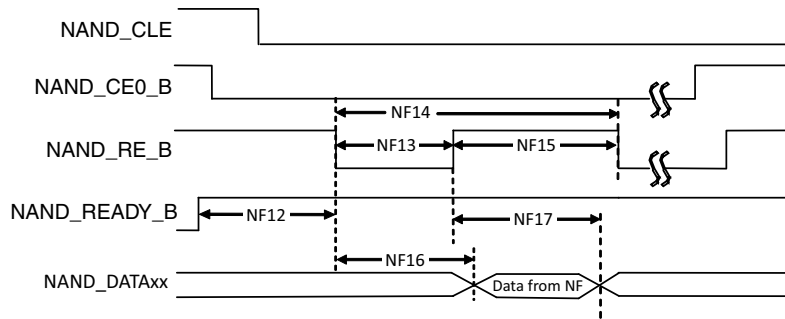 NAND_CLE
NAND_CE0_B
NF14
NAND_RE_B
NF13
NF15
NAND_READY_B
NF12
NF17
NF16
NAND_DATAxx
Data from NF